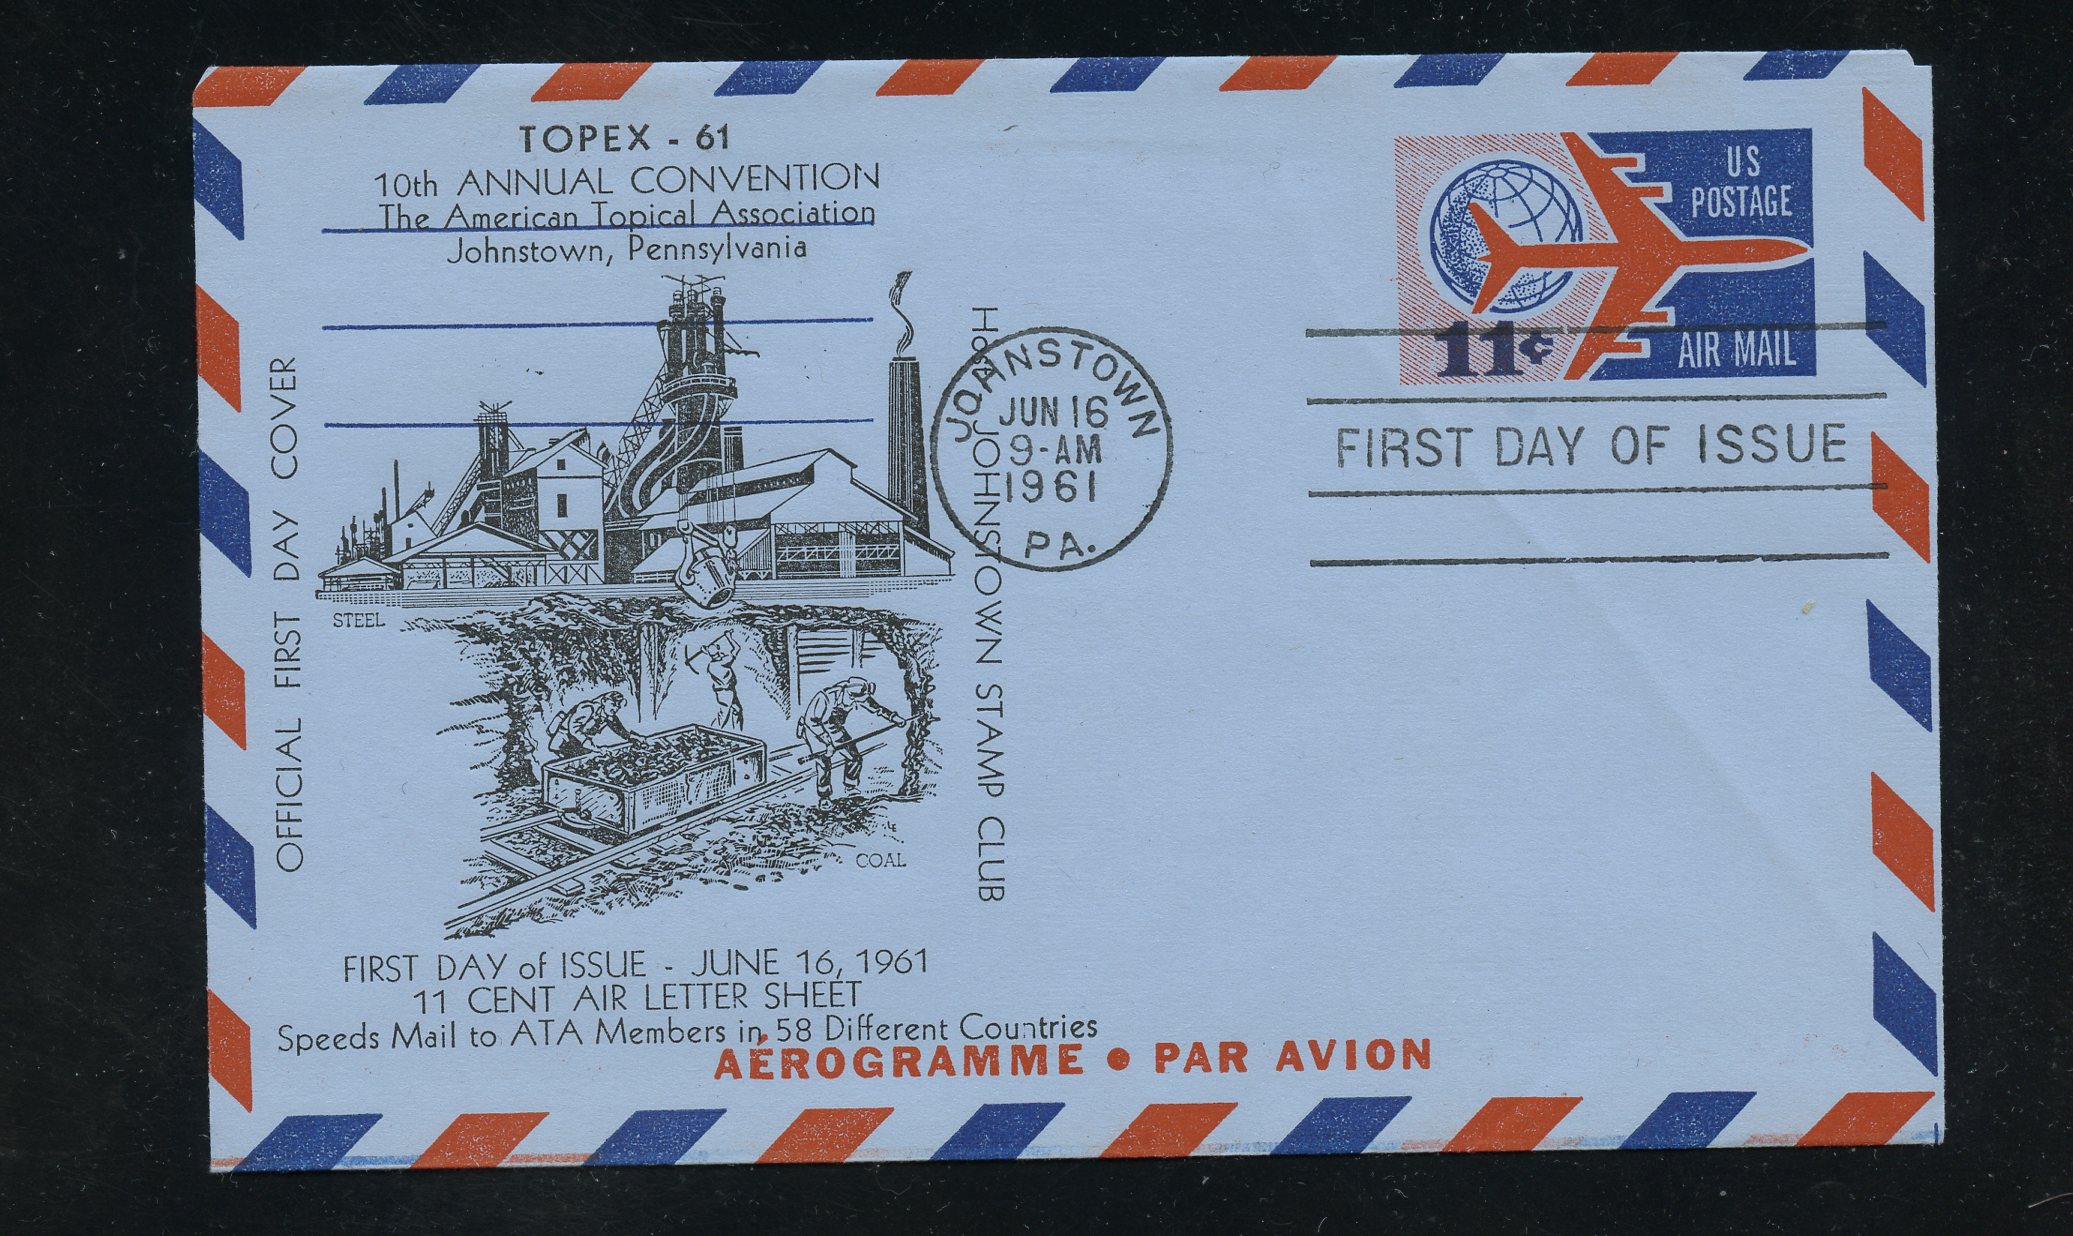 TOPEX - 61
10th ANNUAL CONVENTION
The American Topical Association
Johnstown, Pennsylvania
OFFICIAL FIRST DAY COVER
HOST JOHNSTOWN STAMP CLUB
STEEL
COAL
LE
FIRST DAY of ISSUE - JUNE 16, 1961
11 CENT AIR LETTER SHEET
Speeds Mail to ATA Members in 58 Different Countries
AÉROGRAMME • PAR AVION
JOHNSTOWN
JUN 16
9-AM
1961
PA.
US
POSTAGE
11¢
AIR MAIL
FIRST DAY OF ISSUE